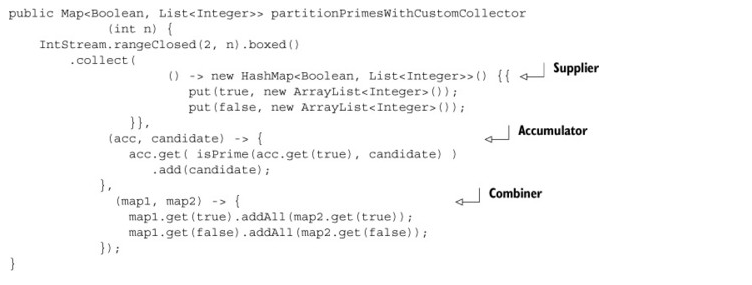 public Map<Boolean, List<Integer>> partitionPrimesWithCustomCollector
(int n) {
IntStream.rangeClosed(2, n).boxed()
.collect(
() -> new HashMap<Boolean, List<Integer>>() {{ Supplier
put(true, new ArrayList<Integer>());
put(false, new ArrayList<Integer>());
}},
(acc, candidate) -> { Accumulator
acc.get( isPrime(acc.get(true), candidate) )
.add(candidate);
},
(map1, map2) -> { Combiner
map1.get(true).addAll(map2.get(true));
map1.get(false).addAll(map2.get(false));
});
}